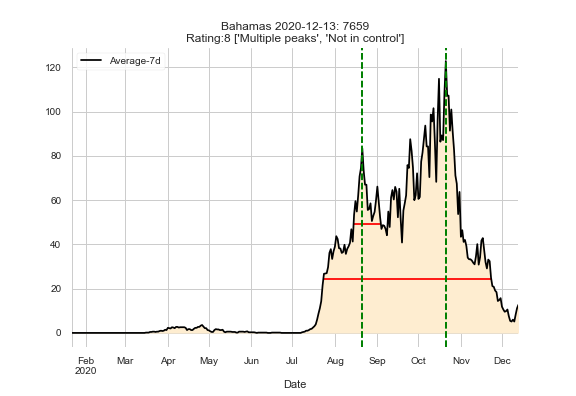 Bahamas 2020-12-13: 7659
Rating:8 ['Multiple peaks', 'Not in control']
Average-7d
120
100
80
60
40
20
0
Feb Mar Apr May Jun Jul Aug Sep Oct Nov Dec
2020
Date